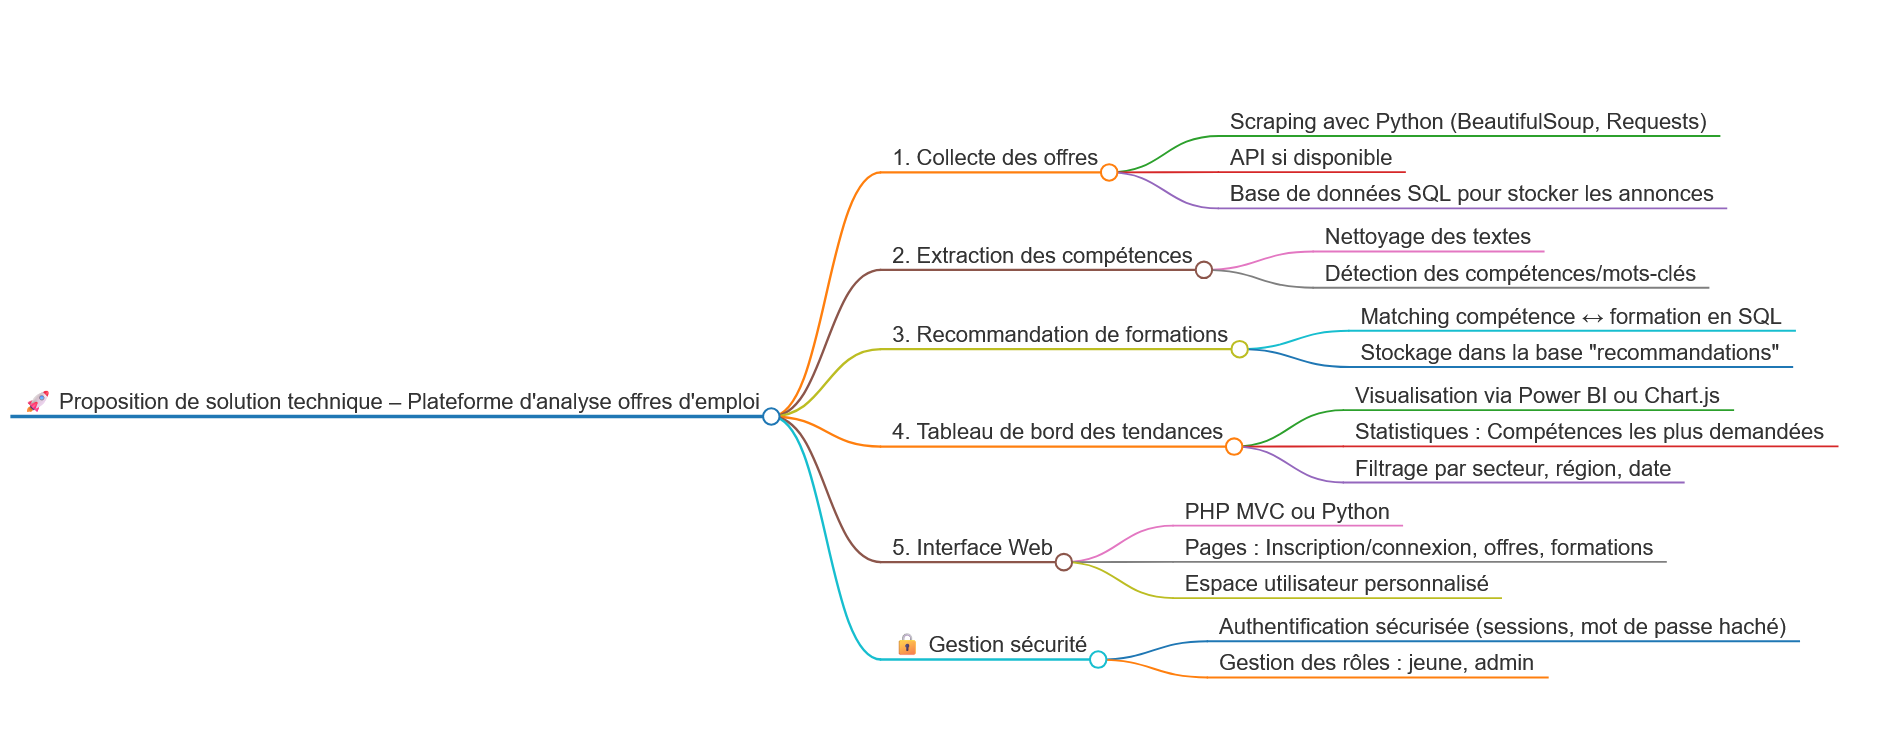 🚀 Proposition de solution technique – Plateforme d'analyse offres d'emploi
1. Collecte des offres
Scraping avec Python (BeautifulSoup, Requests)
API si disponible
Base de données SQL pour stocker les annonces
2. Extraction des compétences
Nettoyage des textes
Détection des compétences/mots-clés
3. Recommandation de formations
Matching compétence ↔ formation en SQL
Stockage dans la base "recommandations"
4. Tableau de bord des tendances
Visualisation via Power BI ou Chart.js
Statistiques : Compétences les plus demandées
Filtrage par secteur, région, date
5. Interface Web
PHP MVC ou Python
Pages : Inscription/connexion, offres, formations
Espace utilisateur personnalisé
🔒 Gestion sécurité
Authentification sécurisée (sessions, mot de passe haché)
Gestion des rôles : jeune, admin